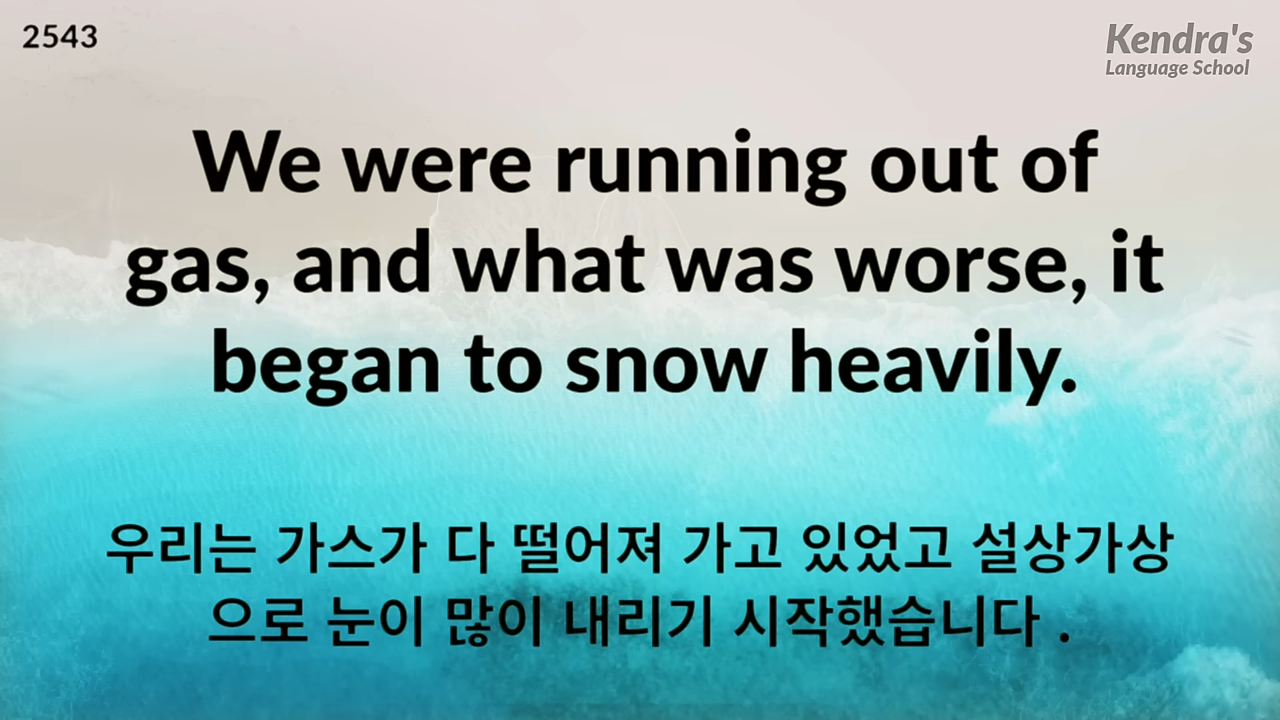 2543
Kendra's
Language School
We were running out of
gas, and what was worse, it
began to snow heavily.
우리는 가스가 다 떨어져 가고 있었고 설상가상
으로 눈이 많이 내리기 시작했습니다 .